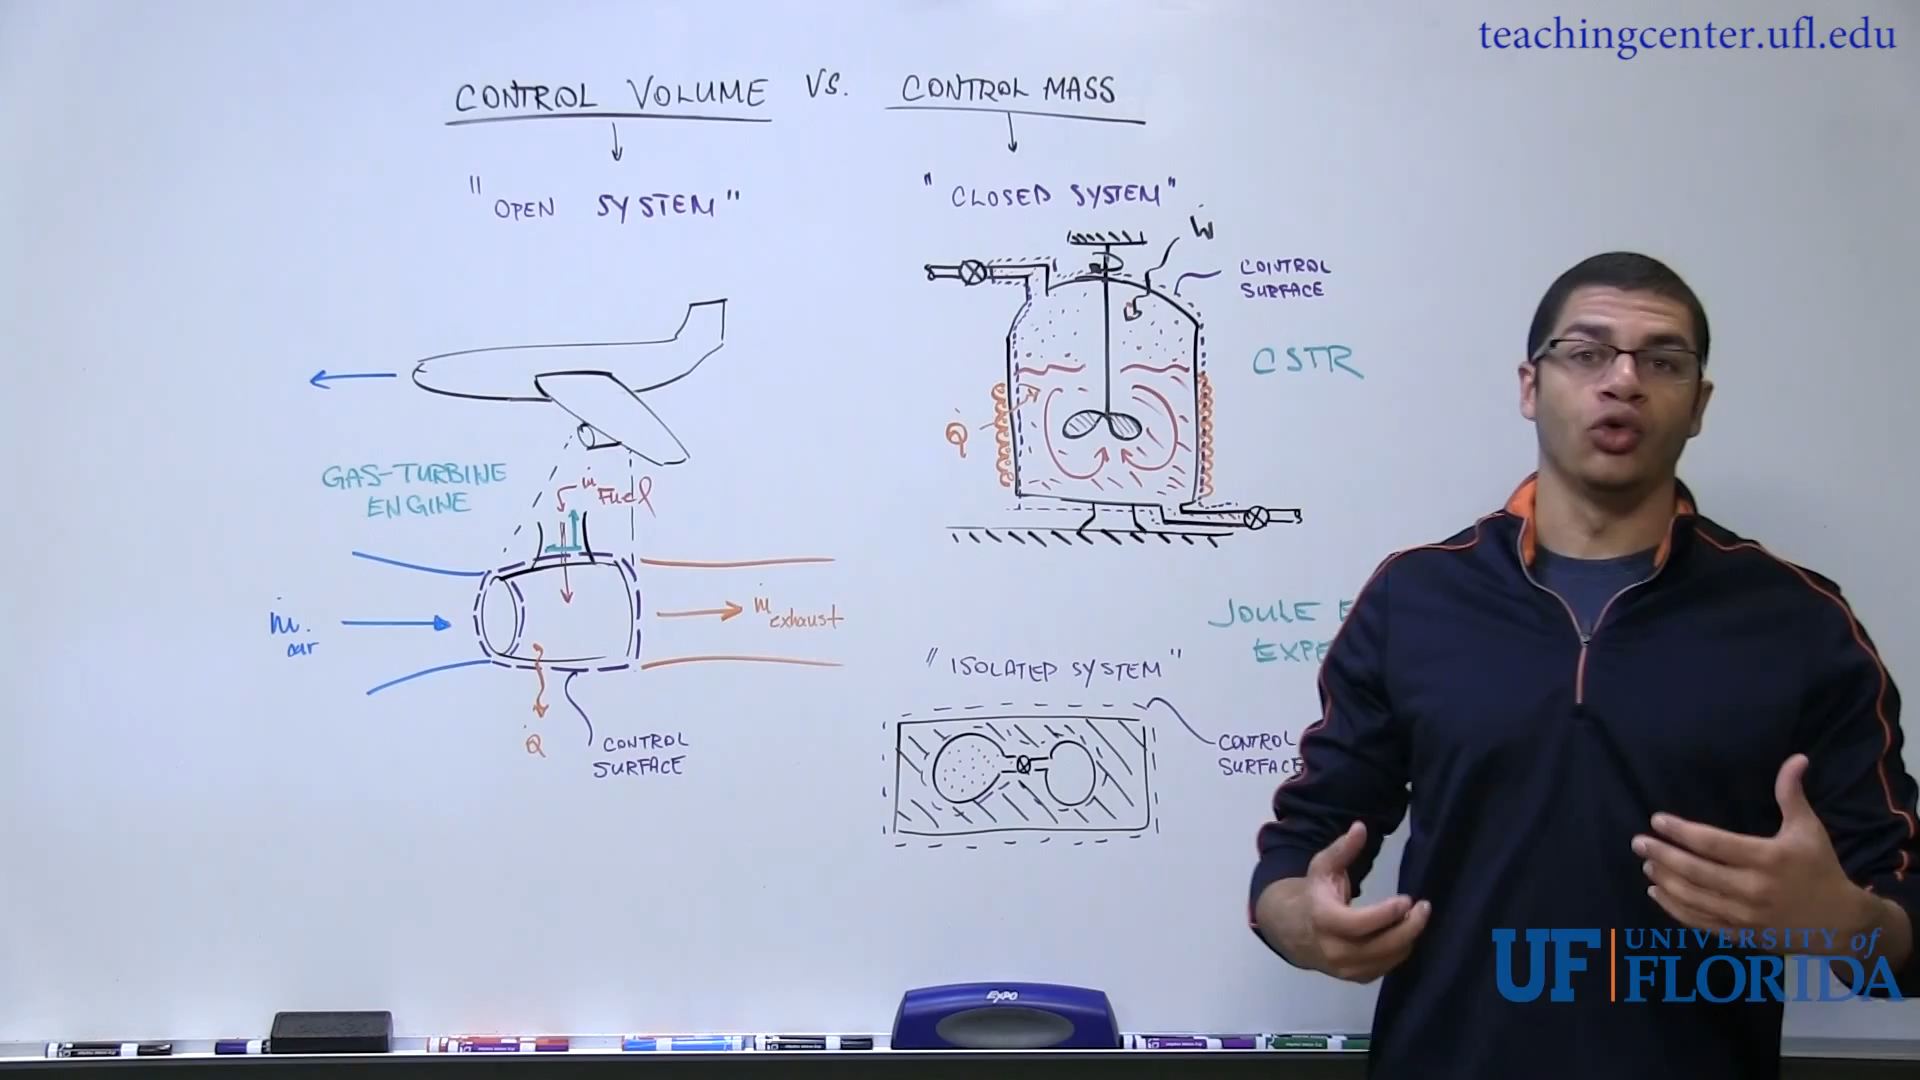 teachingcenter.ufl.edu
CONTROL VOLUME VS. CONTROL MASS
"OPEN SYSTEM"
"CLOSED SYSTEM"
Ẇ
CONTROL
SURFACE
CSTR
Q̇
GAS-TURBINE
ENGINE
ṁ Fuel
ṁ air
ṁ exhaust
Q̇
CONTROL
SURFACE
JOULE E
EXPE
"ISOLATED SYSTEM"
CONTROL
SURFACE
EXPO
UF UNIVERSITY of
FLORIDA